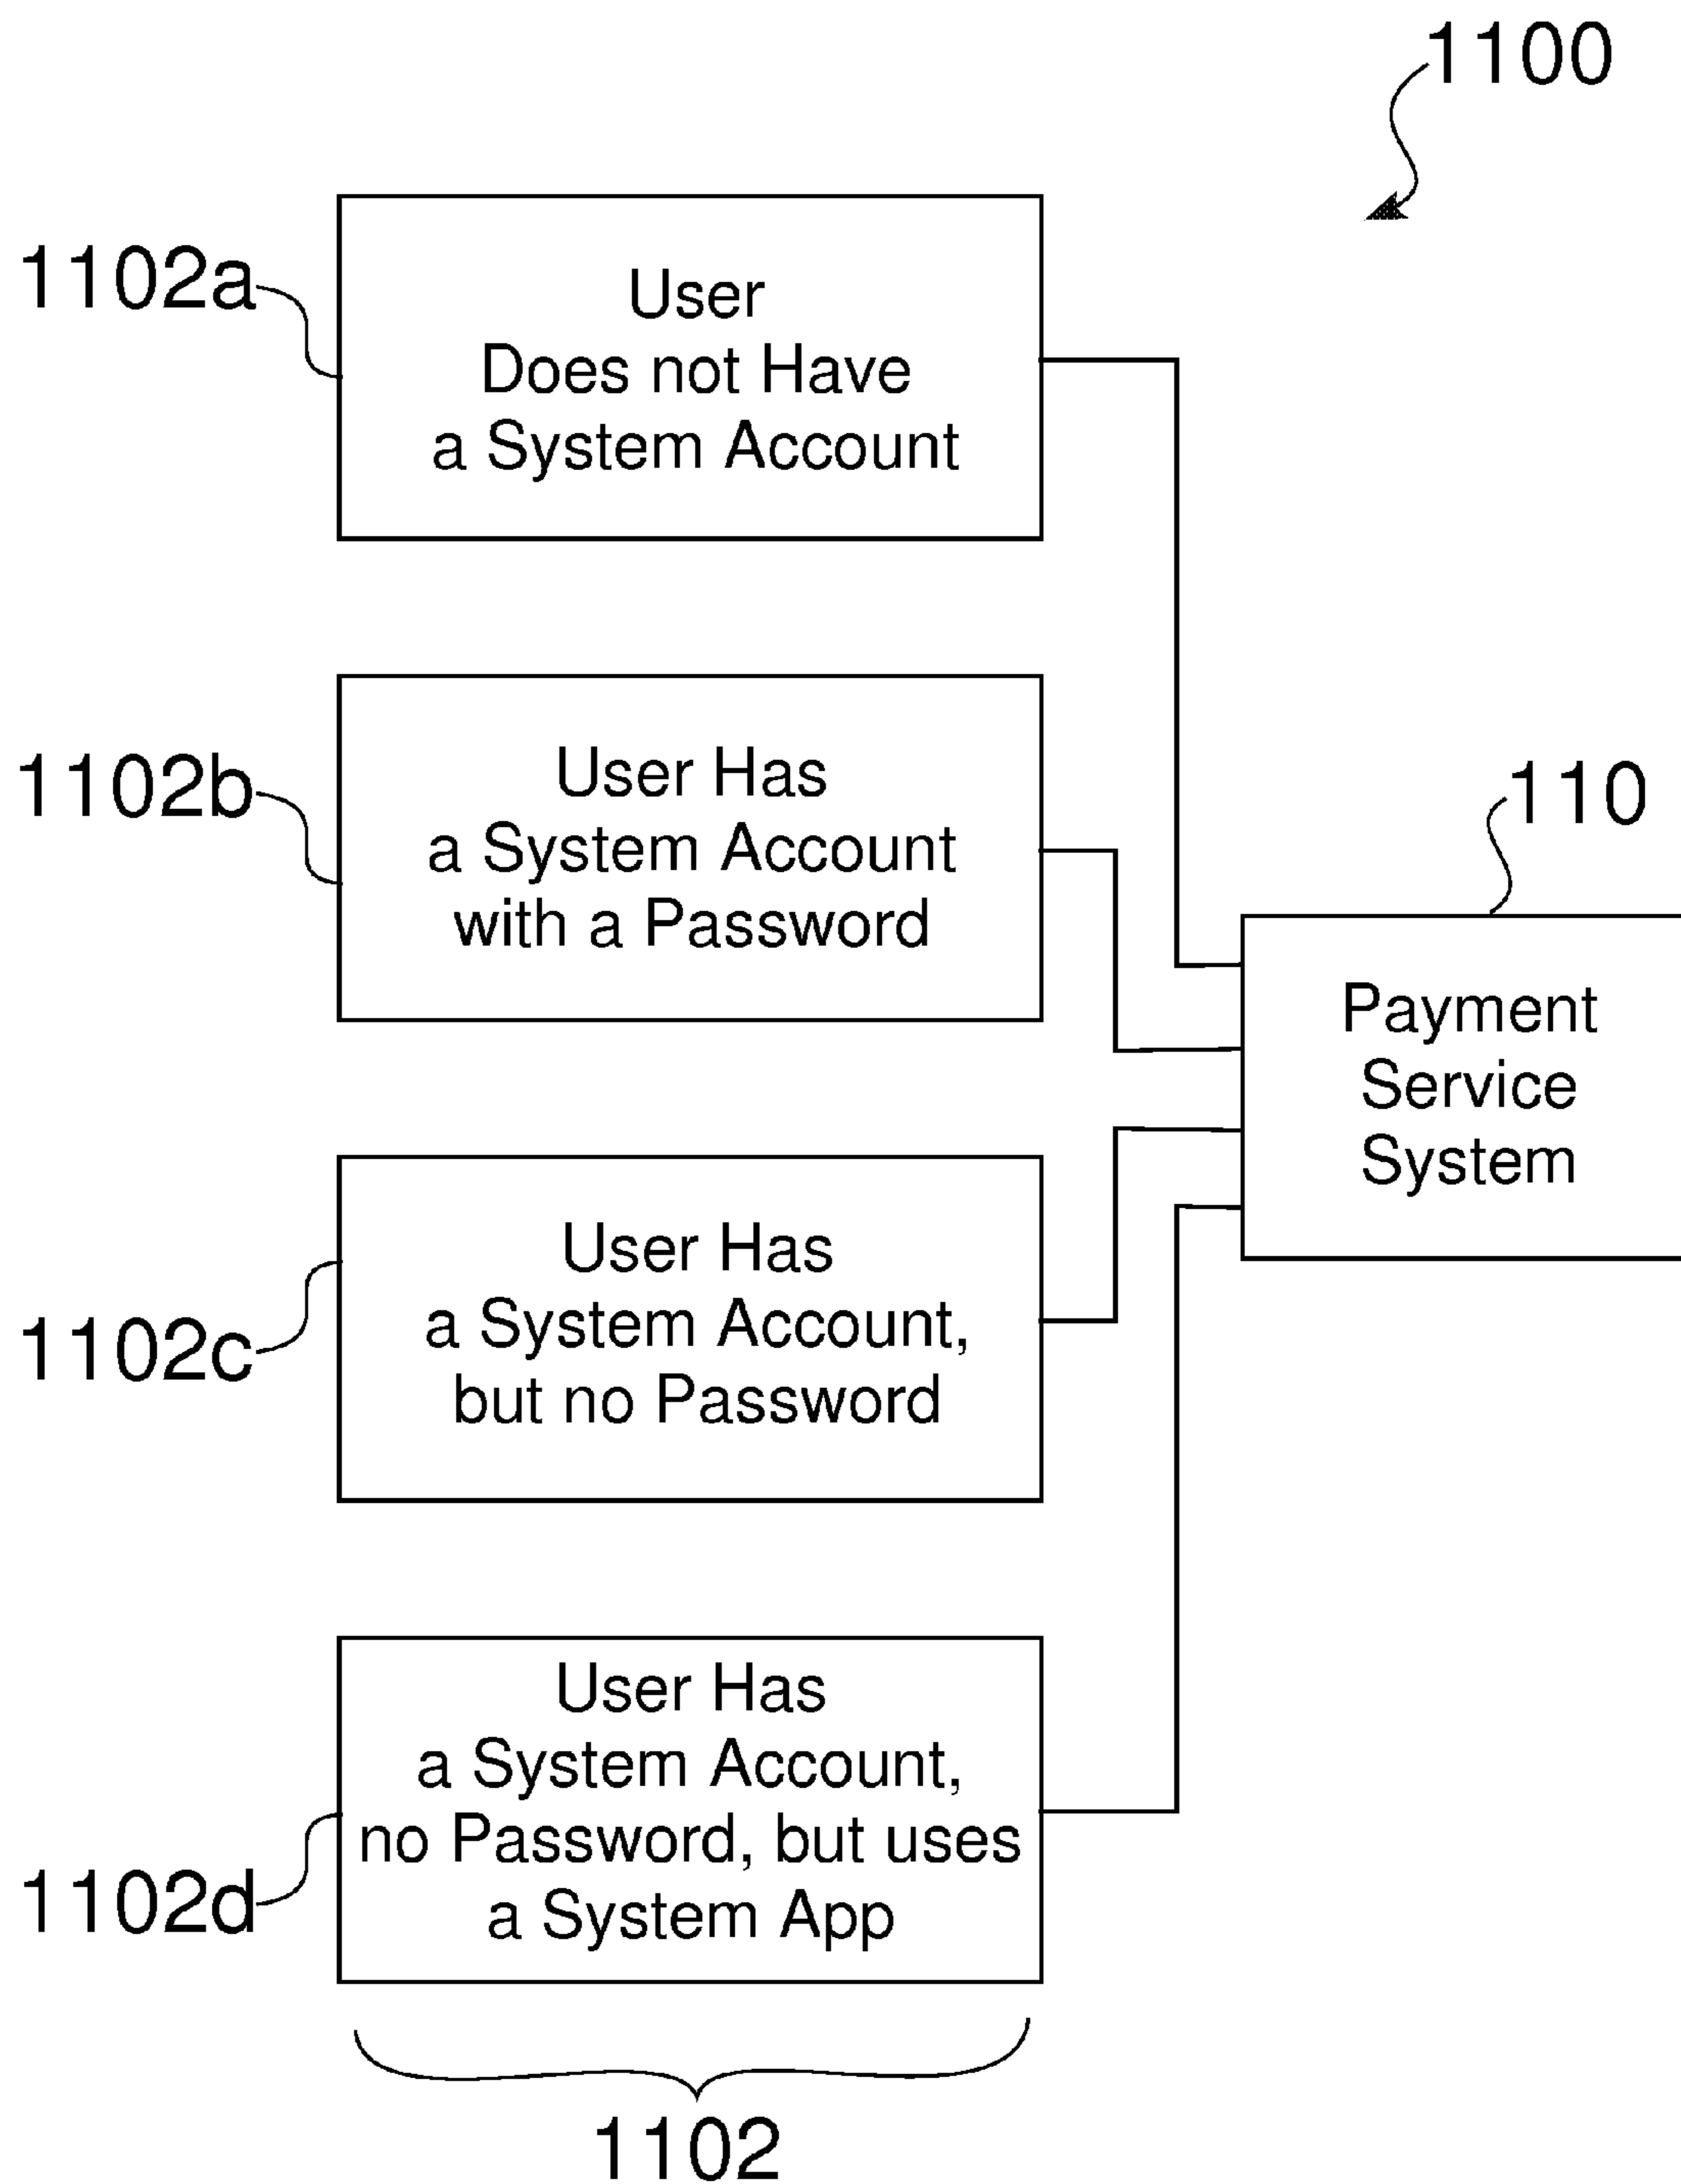 1100
1102a
User
Does not Have
a System Account
1102b
User Has
a System Account
with a Password
110
Payment
Service
System
1102c
User Has
a System Account,
but no Password
1102d
User Has
a System Account,
no Password, but uses
a System App
1102